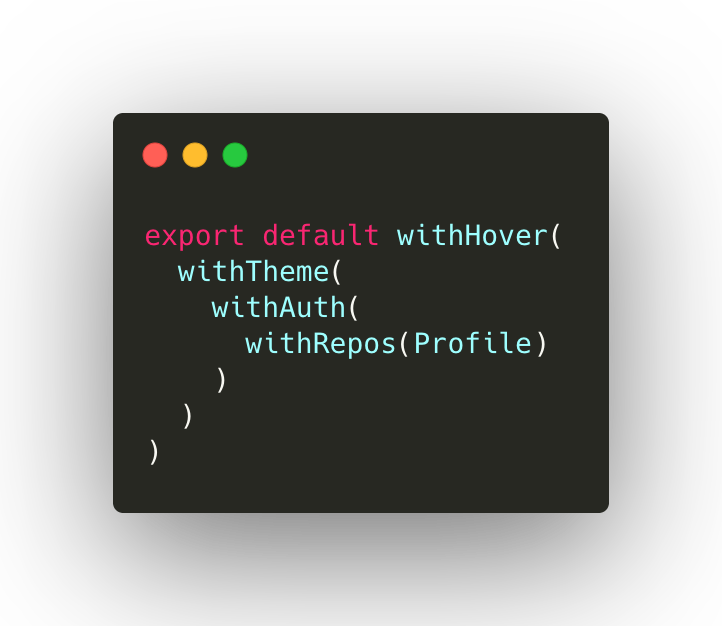 export default withHover(
  withTheme(
    withAuth(
      withRepos(Profile)
    )
  )
)